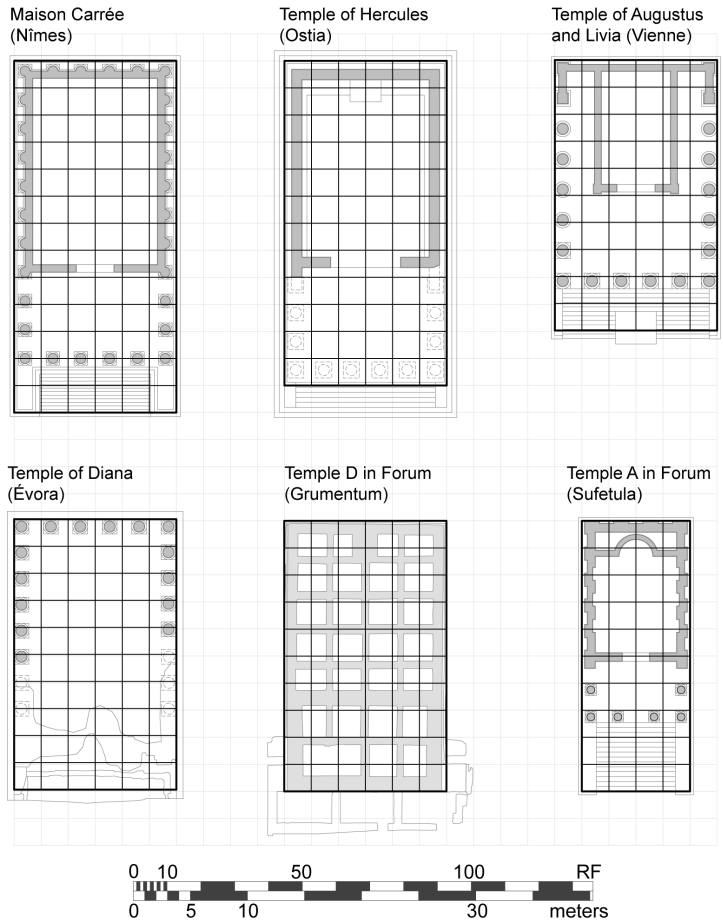 Maison Carrée
(Nîmes)
Temple of Hercules
(Ostia)
Temple of Augustus
and Livia (Vienne)
Temple of Diana
(Évora)
Temple D in Forum
(Grumentum)
Temple A in Forum
(Sufetula)
0 10 50 100 RF
0 5 10 30 meters